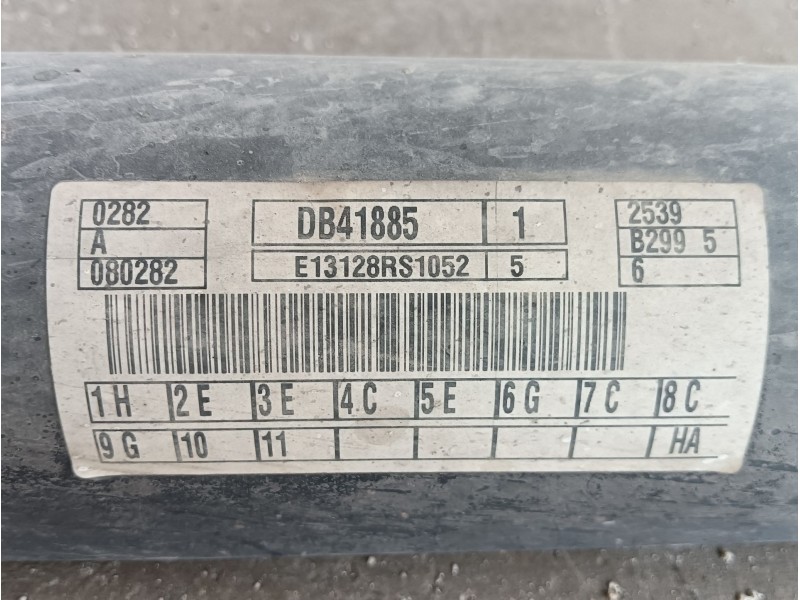 0282 DB41885 1 2539
A B299 5
080282 E13128RS1052 5 6
1 H 2 E 3 E 4 C 5 E 6 G 7 C 8 C
9 G 10 11 HA